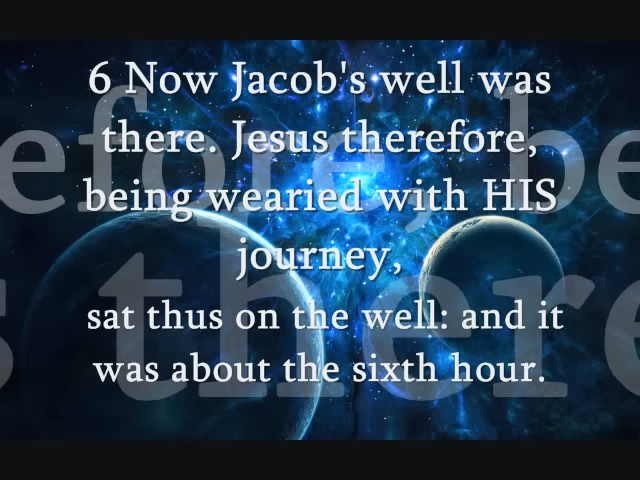 6 Now Jacob's well was
there. Jesus therefore,
being wearied with HIS
journey,
sat thus on the well: and it
was about the sixth hour.